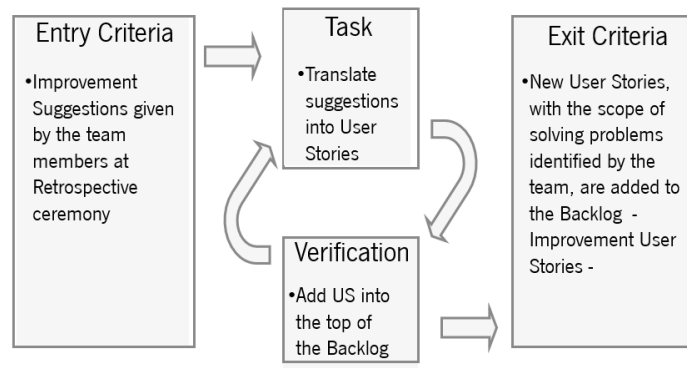 Entry Criteria
•Improvement
Suggestions given
by the team
members at
Retrospective
ceremony
Task
•Translate
suggestions
into User
Stories
Verification
•Add US into
the top of
the Backlog
Exit Criteria
•New User Stories,
with the scope of
solving problems
identified by the
team, are added to
the Backlog -
Improvement User
Stories -